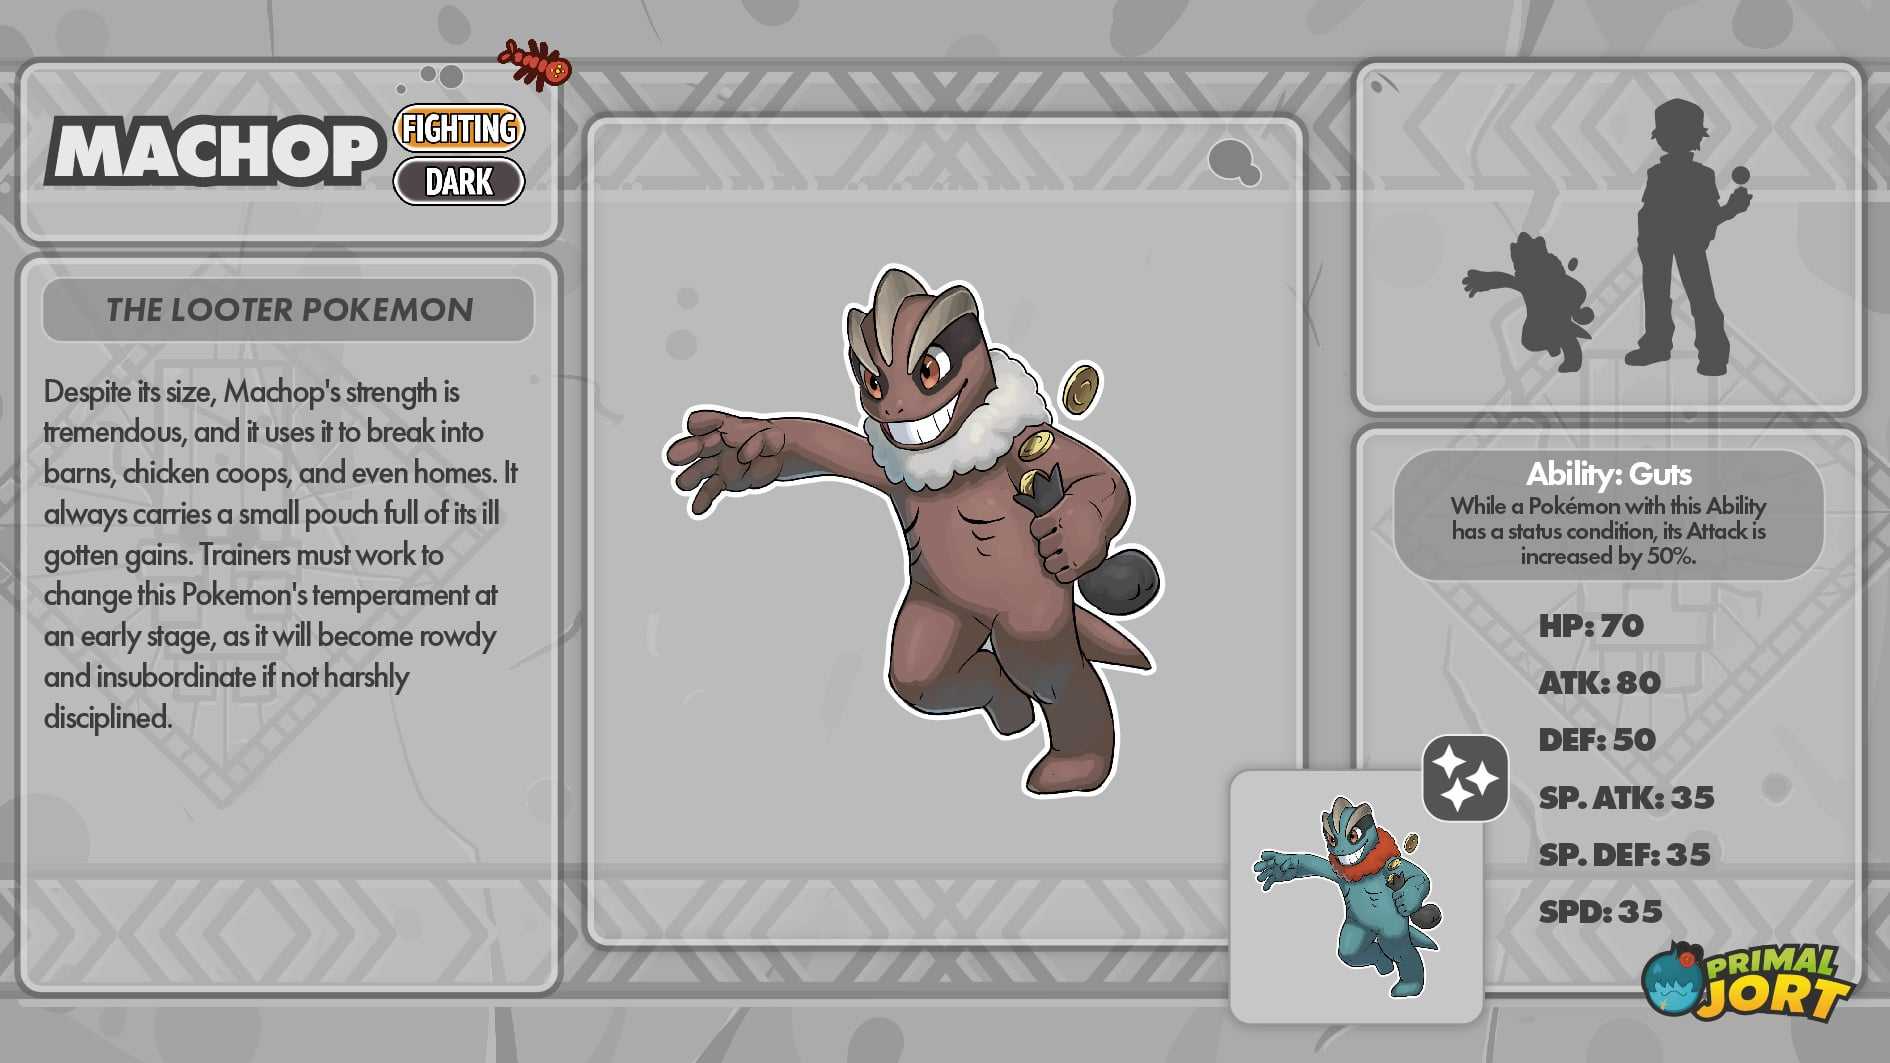 MACHOP
FIGHTING
DARK
THE LOOTER POKEMON
Despite its size, Machop's strength is
tremendous, and it uses it to break into
barns, chicken coops, and even homes. It
always carries a small pouch full of its ill
gotten gains. Trainers must work to
change this Pokemon's temperament at
an early stage, as it will become rowdy
and insubordinate if not harshly
disciplined.
Ability: Guts
While a Pokémon with this Ability
has a status condition, its Attack is
increased by 50%.
HP: 70
ATK: 80
DEF: 50
SP. ATK: 35
SP. DEF: 35
SPD: 35
PRIMAL
JORT